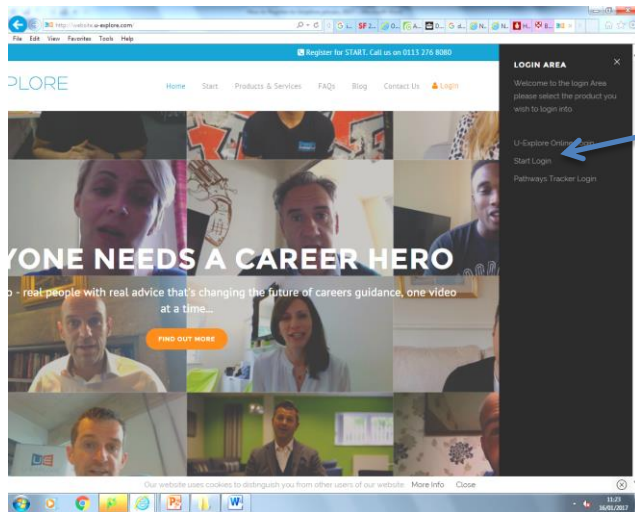 http://website.u-explore.com
File Edit View Favorites Tools Help
Register for START. Call us on 0113 276 8080
PLORE
Home Start Products & Services FAQs Blog Contact Us Login
LOGIN AREA
Welcome to the login Area
please select the product you
wish to login into
U-Explore Online Login
Start Login
Pathways Tracker Login
YONE NEEDS A CAREER HERO
o - real people with real advice that's changing the future of careers guidance, one video
at a time...
FIND OUT MORE
Our website uses cookies to distinguish you from other users of our website More Info Close
11:23
16/01/2017